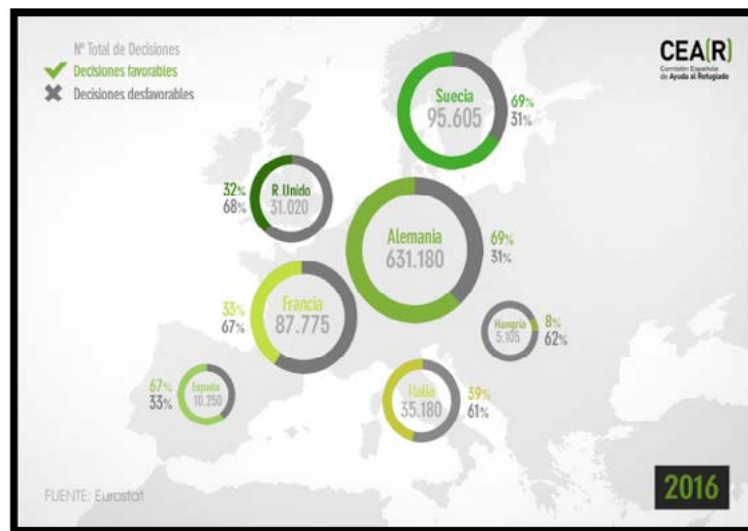 Nº Total de Decisiones
Decisiones favorables
Decisiones desfavorables
CEA(R)
Comisión Española
de Ayuda al Refugiado
Suecia
95.605
69%
31%
R. Unido
31.020
32%
68%
Alemania
631.180
69%
31%
Francia
87.775
33%
67%
Hungria
5.105
8%
62%
España
10.250
67%
33%
Italia
35.180
39%
61%
FUENTE: Eurostat
2016